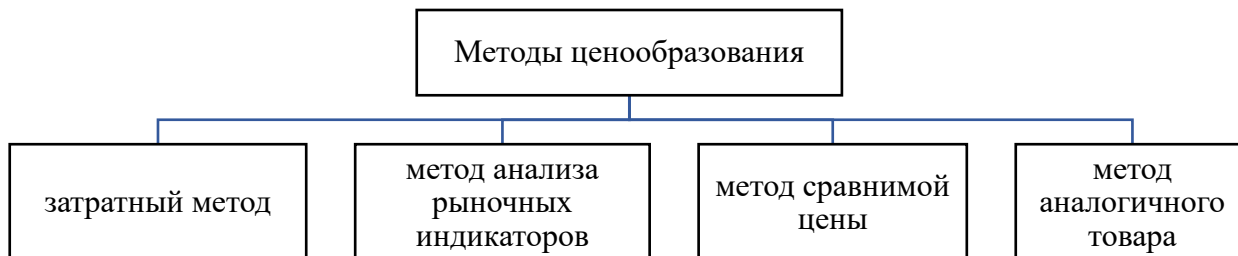 Методы ценообразования
затратный метод
метод анализа
рыночных
индикаторов
метод сравнимой
цены
метод
аналогичного
товара